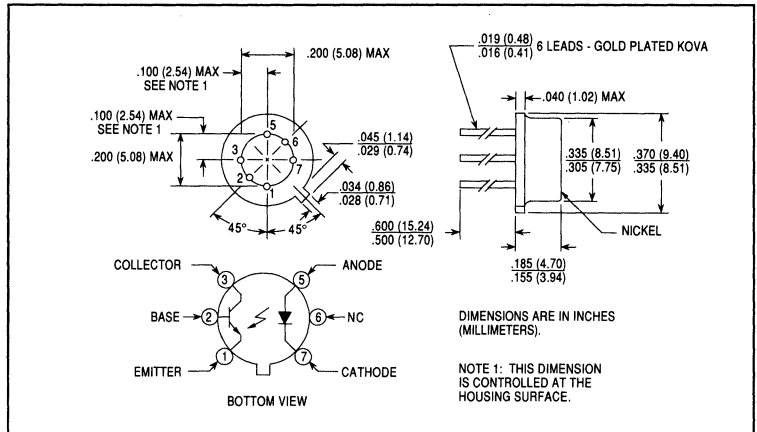 .200 (5.08) MAX
.100 (2.54) MAX
SEE NOTE 1
.100 (2.54) MAX
SEE NOTE 1
.200 (5.08) MAX
5
6
3
7
2
1
.045 (1.14)
.029 (0.74)
.034 (0.86)
.028 (0.71)
45°
45°
.019 (0.48)
.016 (0.41)
6 LEADS - GOLD PLATED KOVA
.040 (1.02) MAX
.335 (8.51)
.305 (7.75)
.370 (9.40)
.335 (8.51)
.600 (15.24)
.500 (12.70)
NICKEL
.185 (4.70)
.155 (3.94)
COLLECTOR
3
5
ANODE
BASE
2
6
NC
EMITTER
1
7
CATHODE
BOTTOM VIEW
DIMENSIONS ARE IN INCHES
(MILLIMETERS).
NOTE 1: THIS DIMENSION
IS CONTROLLED AT THE
HOUSING SURFACE.